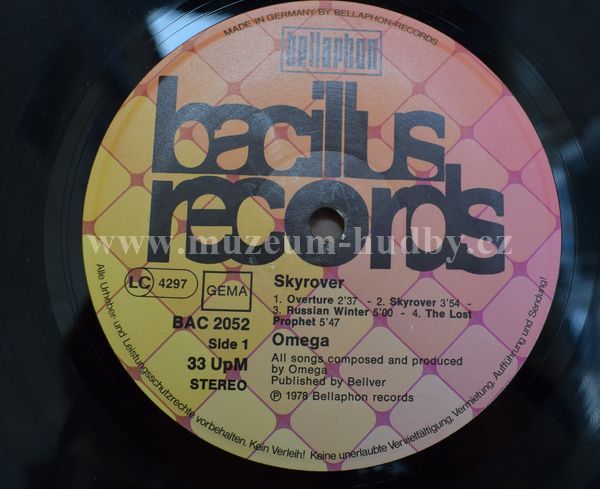 MADE IN GERMANY BY BELLAPHON-RECORDS
bellaphon
bacillus
records
www.muzeum-hudby.cz
LC 4297
GEMA
BAC 2052
Side 1
33 UpM
STEREO
Skyrover
1. Overture 2'37 - 2. Skyrover 3'54 -
3. Russian Winter 5'00 - 4. The Lost
Prophet 5'47
Omega
All songs composed and produced
by Omega
Published by Bellver
Ⓟ 1978 Bellaphon records
Alle Urheber- und Leistungsschutzrechte vorbehalten. Kein Verleih! Keine unerlaubte Vervielfältigung, Vermietung, Aufführung und Sendung!